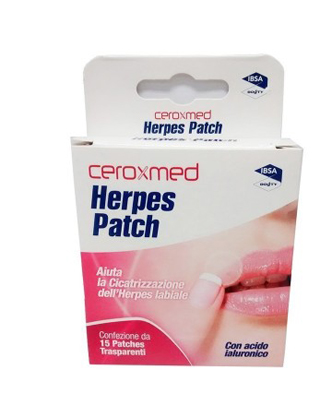 ceroxmed
Herpes Patch
IBSA
ceroxmed
Herpes
Patch
IBSA
Aiuta
la Cicatrizzazione
dell'Herpes labiale
Confezione da
15 Patches
Trasparenti
Con acido
ialuronico